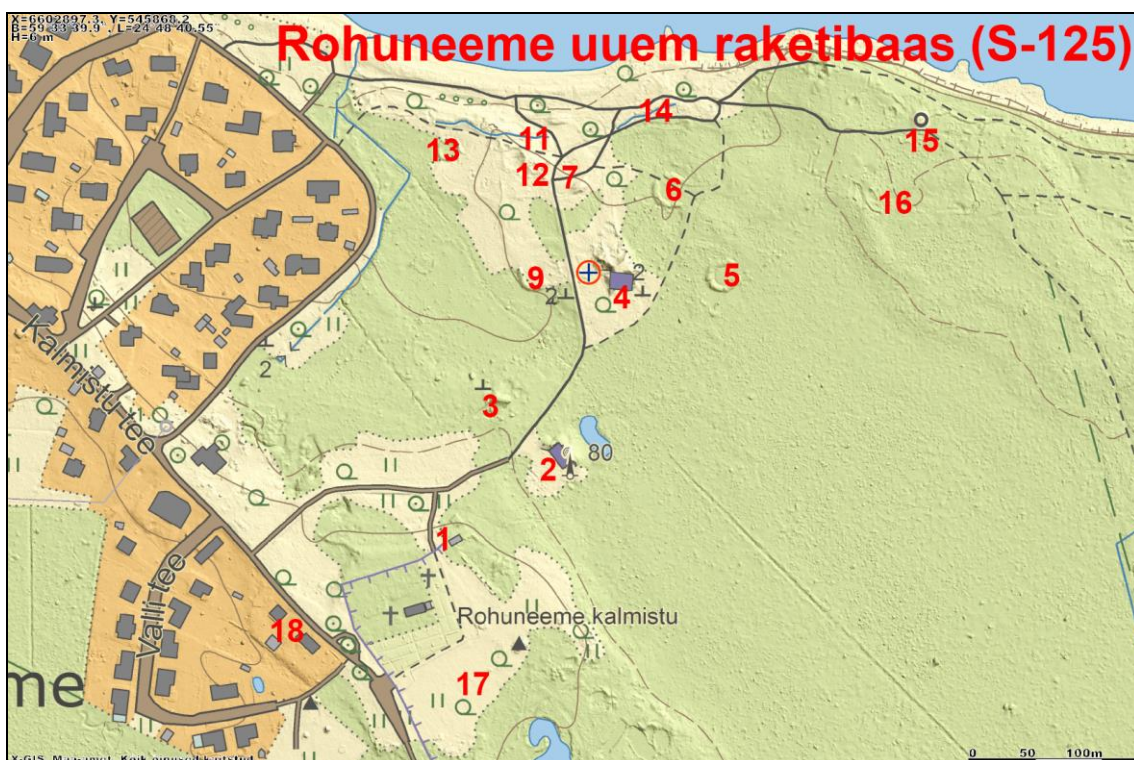 X=6602897.3, Y=545868.2
B=59 33 39.9 , L=24 48 40.55
H=6 m
Rohuneeme uuem raketibaas (S-125)
14
11
15
13
12
7
6
16
9
2
5
2
4
2
3
Kalmistu tee
80
2
1
Valli tee
Rohuneeme kalmistu
18
17
me
0 50 100m